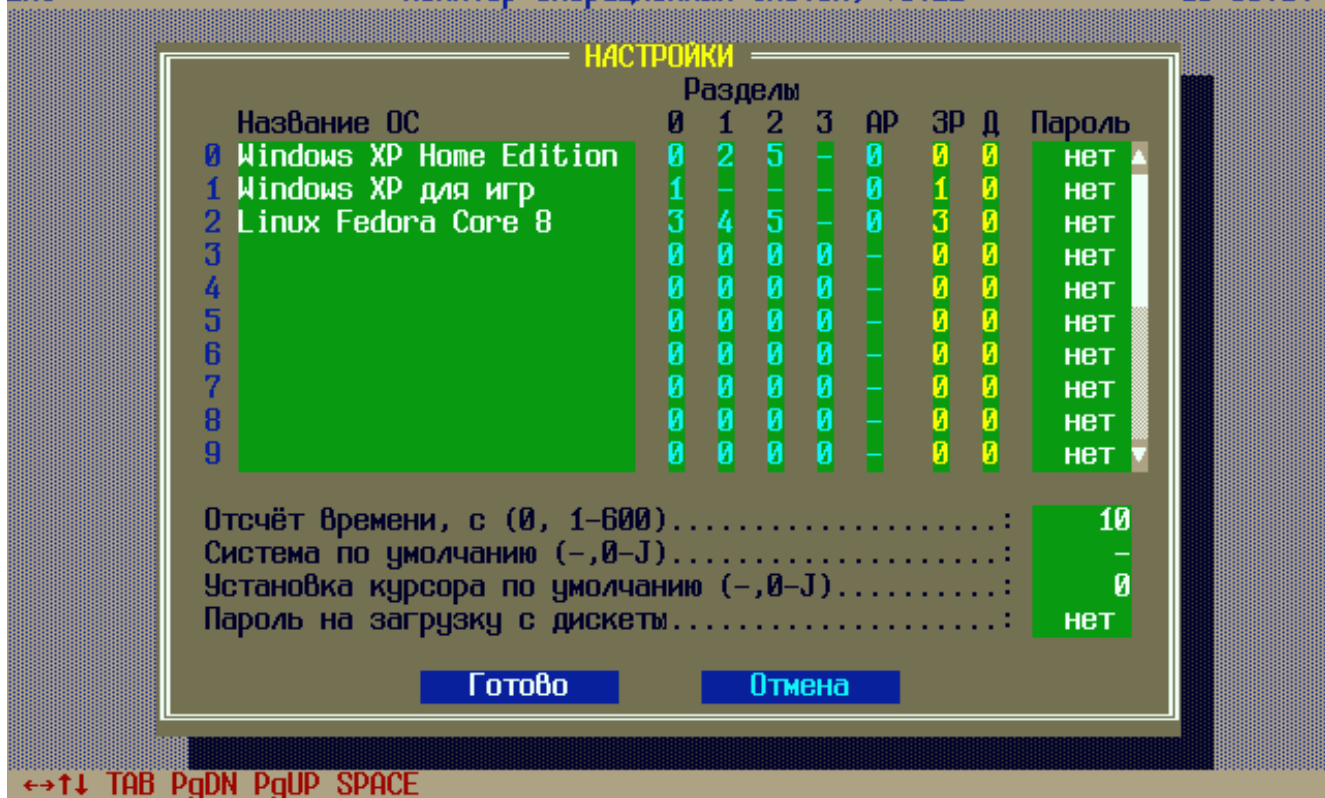 НАСТРОЙКИ
Разделы
Название ОС 0 1 2 3 АР ЗР Д Пароль
0 Windows XP Home Edition 0 2 5 - 0 0 0 нет
1 Windows XP для игр 1 - - - 0 1 0 нет
2 Linux Fedora Core 8 3 4 5 - 0 3 0 нет
3 0 0 0 0 - 0 0 нет
4 0 0 0 0 - 0 0 нет
5 0 0 0 0 - 0 0 нет
6 0 0 0 0 - 0 0 нет
7 0 0 0 0 - 0 0 нет
8 0 0 0 0 - 0 0 нет
9 0 0 0 0 - 0 0 нет
Отсчёт времени, с (0, 1-600).....................: 10
Система по умолчанию (-,0-J).....................: -
Установка курсора по умолчанию (-,0-J)...........: 0
Пароль на загрузку с дискеты.....................: нет
Готово Отмена
←→↑↓ TAB PgDN PgUP SPACE